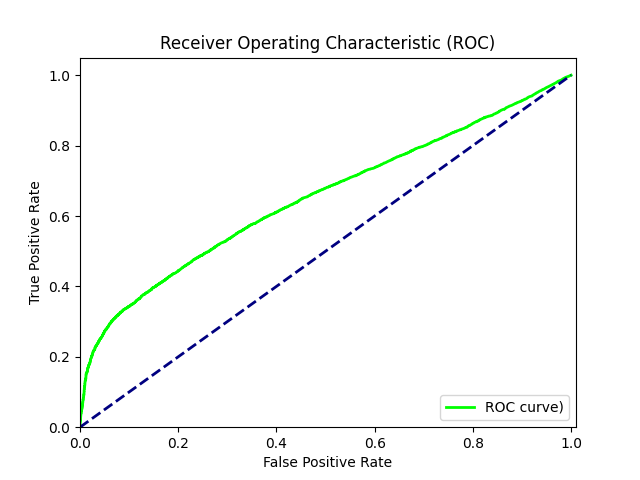 Receiver Operating Characteristic (ROC)
1.0
0.8
0.6
0.4
0.2
0.0
True Positive Rate
ROC curve)
0.0 0.2 0.4 0.6 0.8 1.0
False Positive Rate